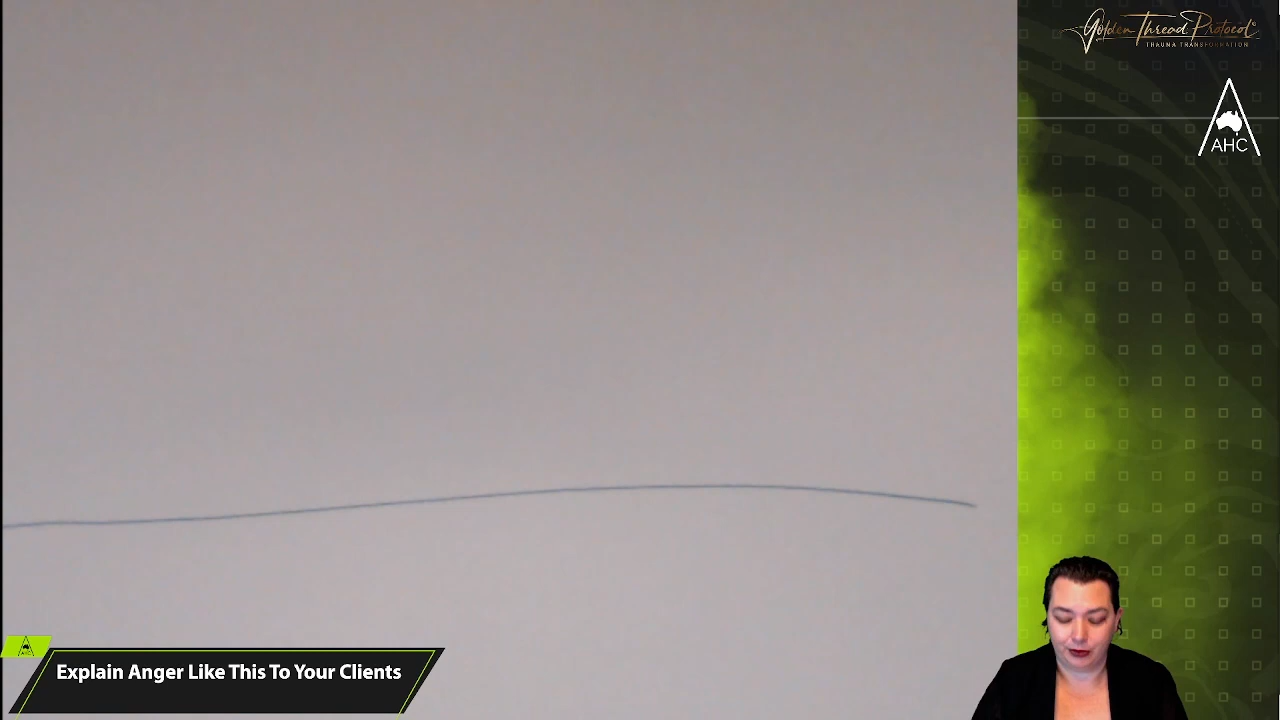 Golden Thread Protocol
TRAUMA TRANSFORMATION
AHC
Explain Anger Like This To Your Clients